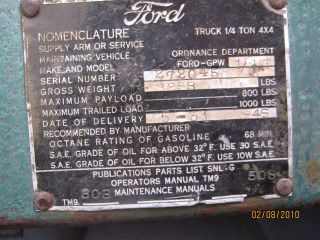 Ford
NOMENCLATURE TRUCK 1/4 TON 4X4
SUPPLY ARM OR SERVICE
MAINTAINING VEHICLE ORDNANCE DEPARTMENT
MAKE AND MODEL FORD-GPW
SERIAL NUMBER
GROSS WEIGHT LBS.
MAXIMUM PAYLOAD 800 LBS.
MAXIMUM TRAILED LOAD 1000 LBS.
DATE OF DELIVERY 45
RECOMMENDED BY MANUFACTURER
OCTANE RATING OF GASOLINE 68 MIN.
S.A.E. GRADE OF OIL FOR ABOVE 32°F. USE 30 S.A.E.
S.A.E. GRADE OF OIL FOR BELOW 32°F. USE 10W S.A.E.
PUBLICATIONS PARTS LIST SNL-G 508
OPERATORS MANUAL TM9
TM9. 808 MAINTENANCE MANUALS
02/08/2010